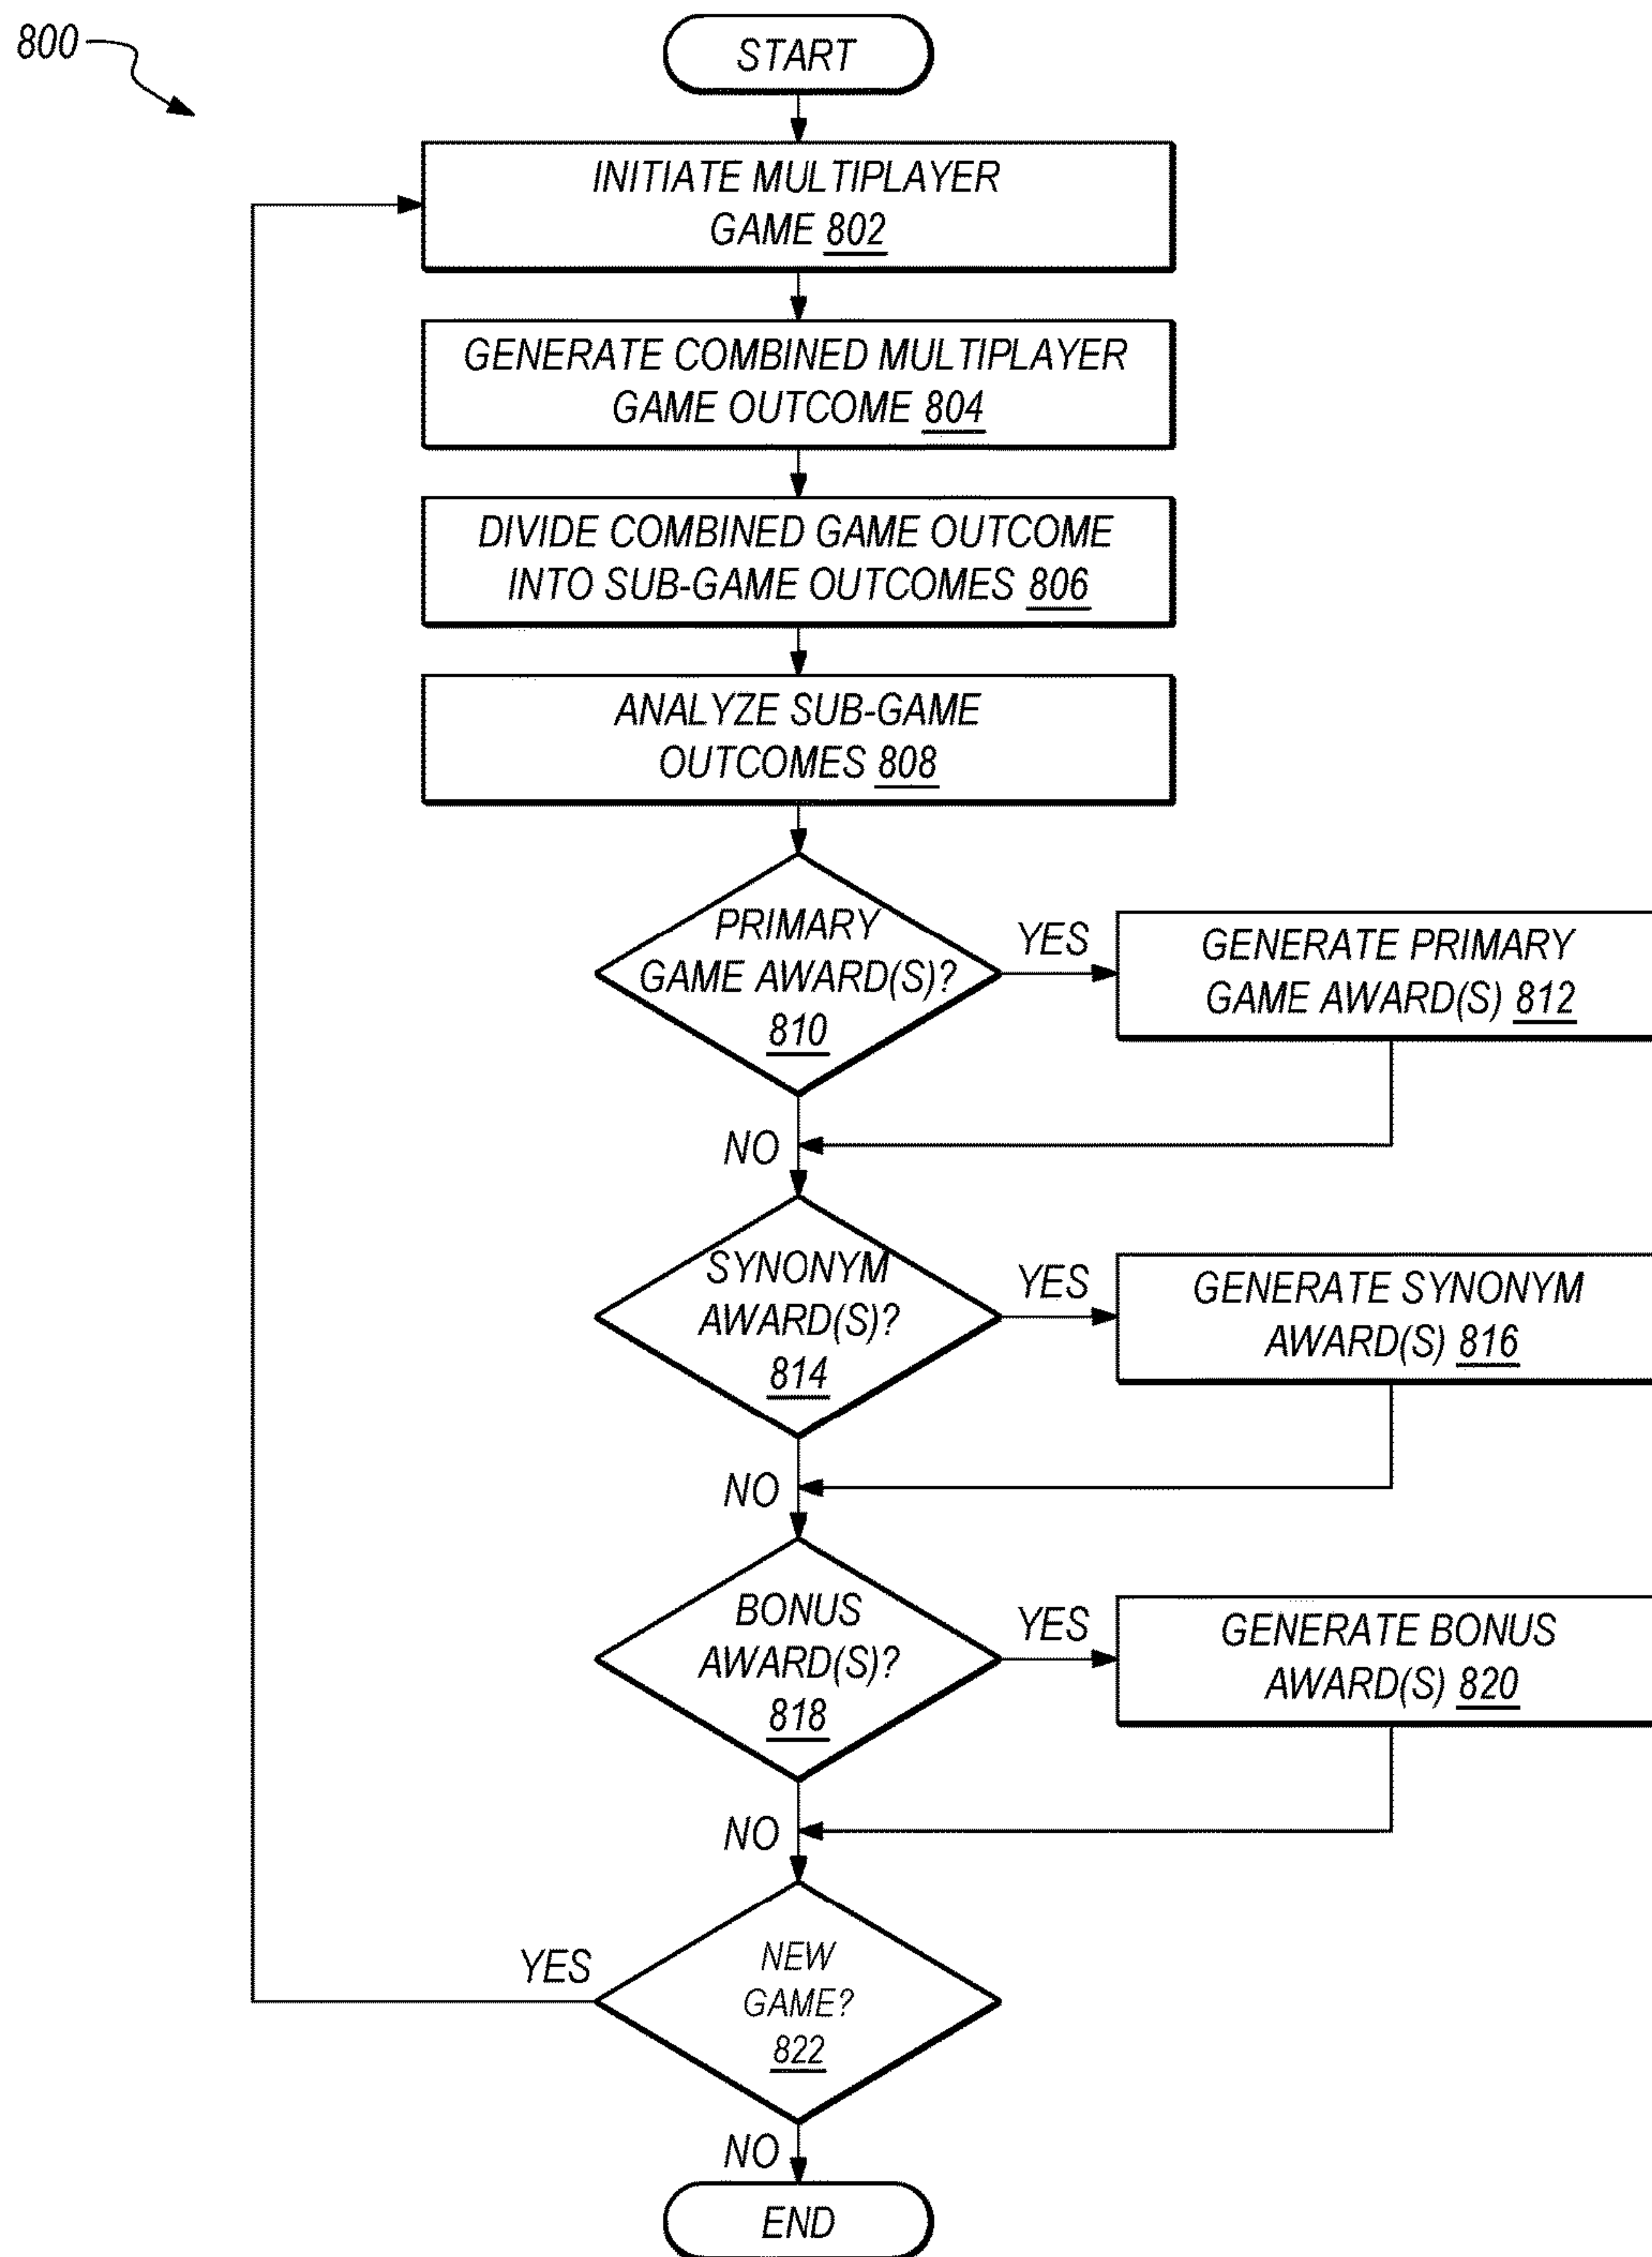 800
START
INITIATE MULTIPLAYER
GAME 802
GENERATE COMBINED MULTIPLAYER
GAME OUTCOME 804
DIVIDE COMBINED GAME OUTCOME
INTO SUB-GAME OUTCOMES 806
ANALYZE SUB-GAME
OUTCOMES 808
PRIMARY
GAME AWARD(S)?
810
YES
GENERATE PRIMARY
GAME AWARD(S) 812
NO
SYNONYM
AWARD(S)?
814
YES
GENERATE SYNONYM
AWARD(S) 816
NO
BONUS
AWARD(S)?
818
YES
GENERATE BONUS
AWARD(S) 820
NO
YES
NEW
GAME?
822
NO
END